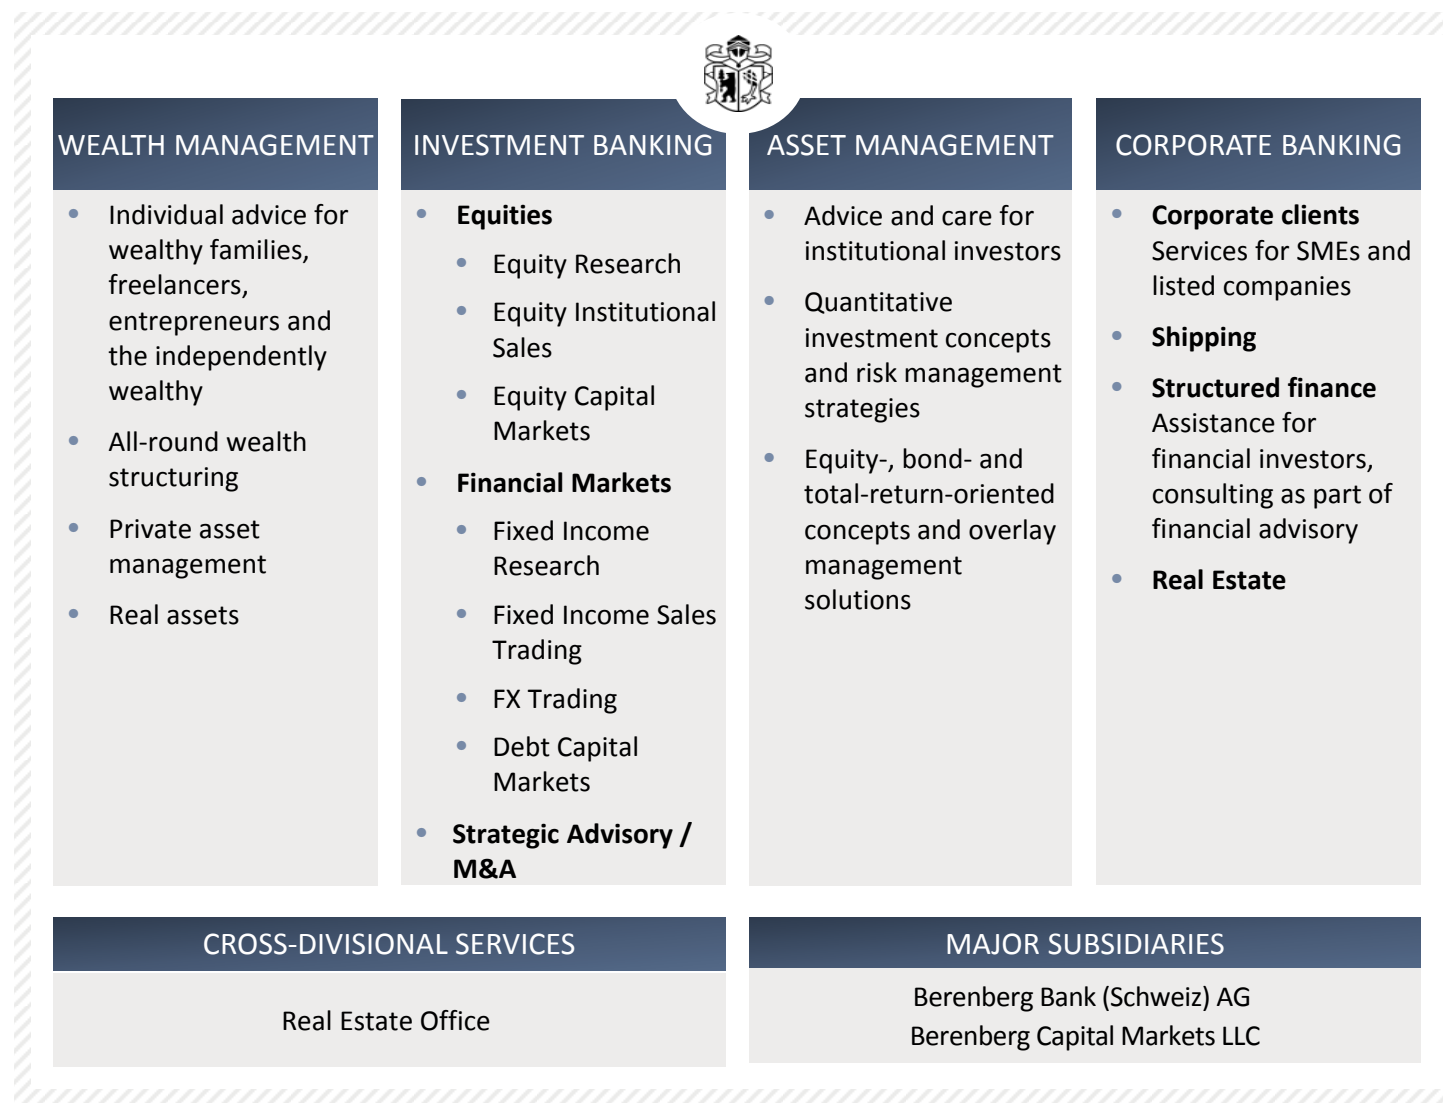 WEALTH MANAGEMENT
Individual advice for
wealthy families,
freelancers,
entrepreneurs and
the independently
wealthy
All-round wealth
structuring
Private asset
management
Real assets
INVESTMENT BANKING
Equities
Equity Research
Equity Institutional
Sales
Equity Capital
Markets
Financial Markets
Fixed Income
Research
Fixed Income Sales
Trading
FX Trading
Debt Capital
Markets
Strategic Advisory /
M&A
ASSET MANAGEMENT
Advice and care for
institutional investors
Quantitative
investment concepts
and risk management
strategies
Equity-, bond- and
total-return-oriented
concepts and overlay
management
solutions
CORPORATE BANKING
Corporate clients
Services for SMEs and
listed companies
Shipping
Structured finance
Assistance for
financial investors,
consulting as part of
financial advisory
Real Estate
CROSS-DIVISIONAL SERVICES
Real Estate Office
MAJOR SUBSIDIARIES
Berenberg Bank (Schweiz) AG
Berenberg Capital Markets LLC